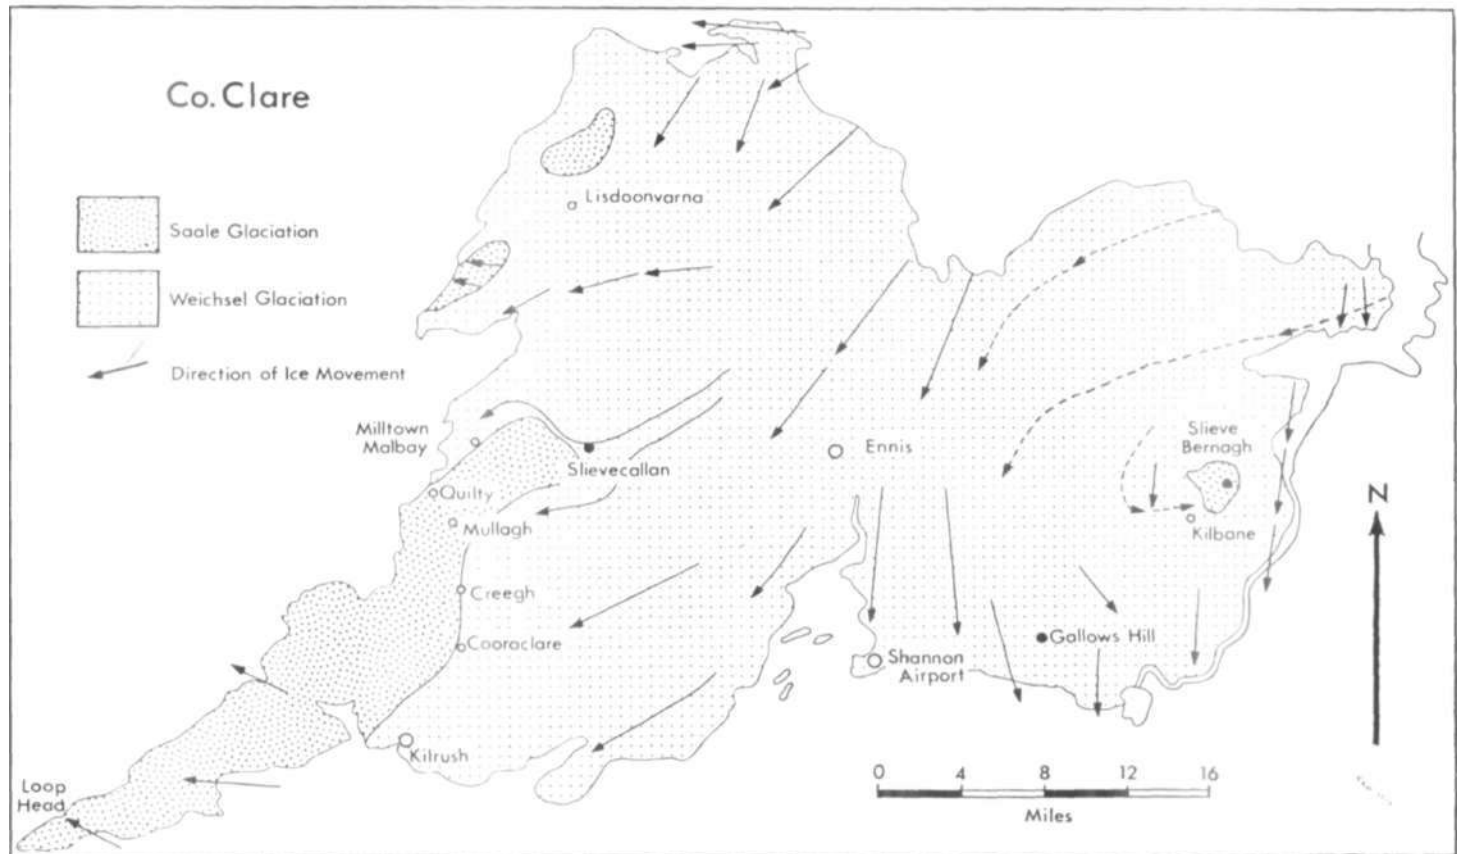 Co. Clare
Saale Glaciation
Weichsel Glaciation
Direction of Ice Movement
Lisdoonvarna
Milltown
Malbay
Slievecallan
Quilty
Mullagh
Creegh
Cooraclare
Kilrush
Loop
Head
Ennis
Slieve
Bernagh
Kilbane
Gallows Hill
Shannon
Airport
N
0 4 8 12 16
Miles